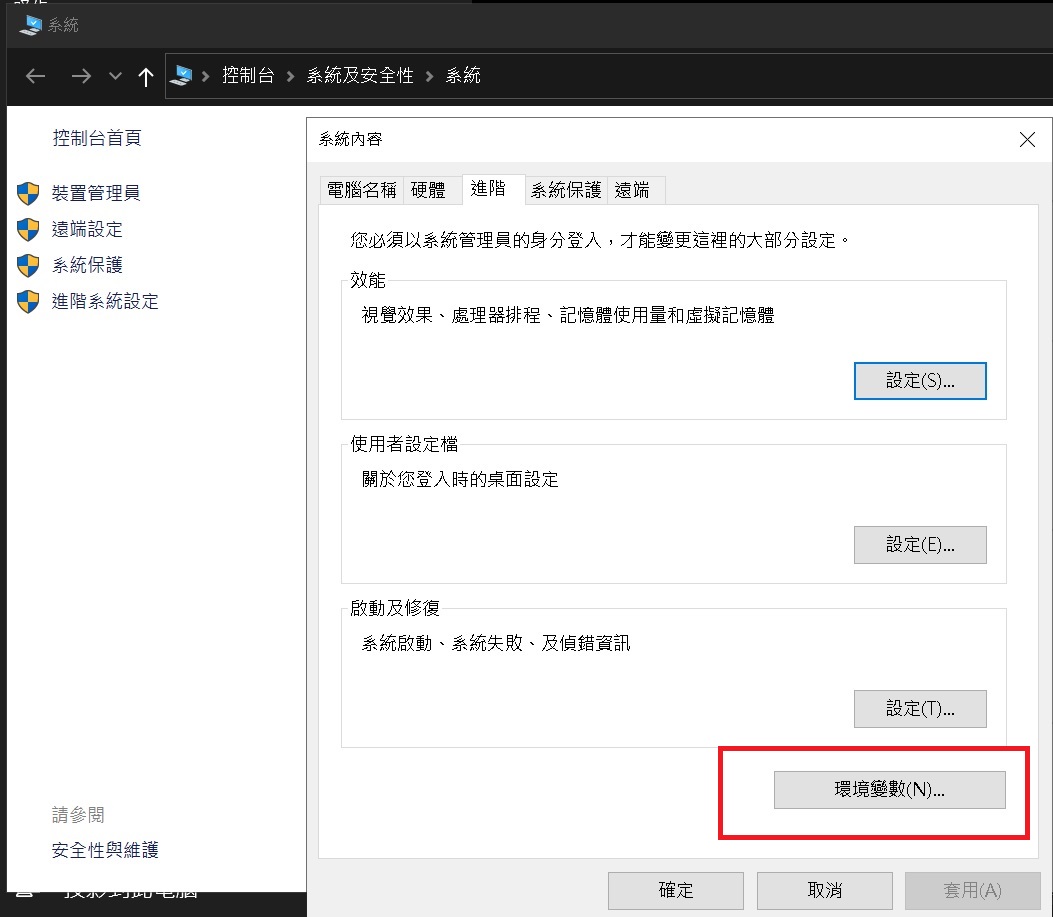 系統
控制台 系統及安全性 系統
控制台首頁
裝置管理員
遠端設定
系統保護
進階系統設定
請參閱
安全性與維護
系統內容
電腦名稱 硬體 進階 系統保護 遠端
您必須以系統管理員的身分登入，才能變更這裡的大部分設定。
效能
視覺效果、處理器排程、記憶體使用量和虛擬記憶體
設定(S)...
使用者設定檔
關於您登入時的桌面設定
設定(E)...
啟動及修復
系統啟動、系統失敗、及偵錯資訊
設定(T)...
環境變數(N)...
確定 取消 套用(A)
投影到此電腦